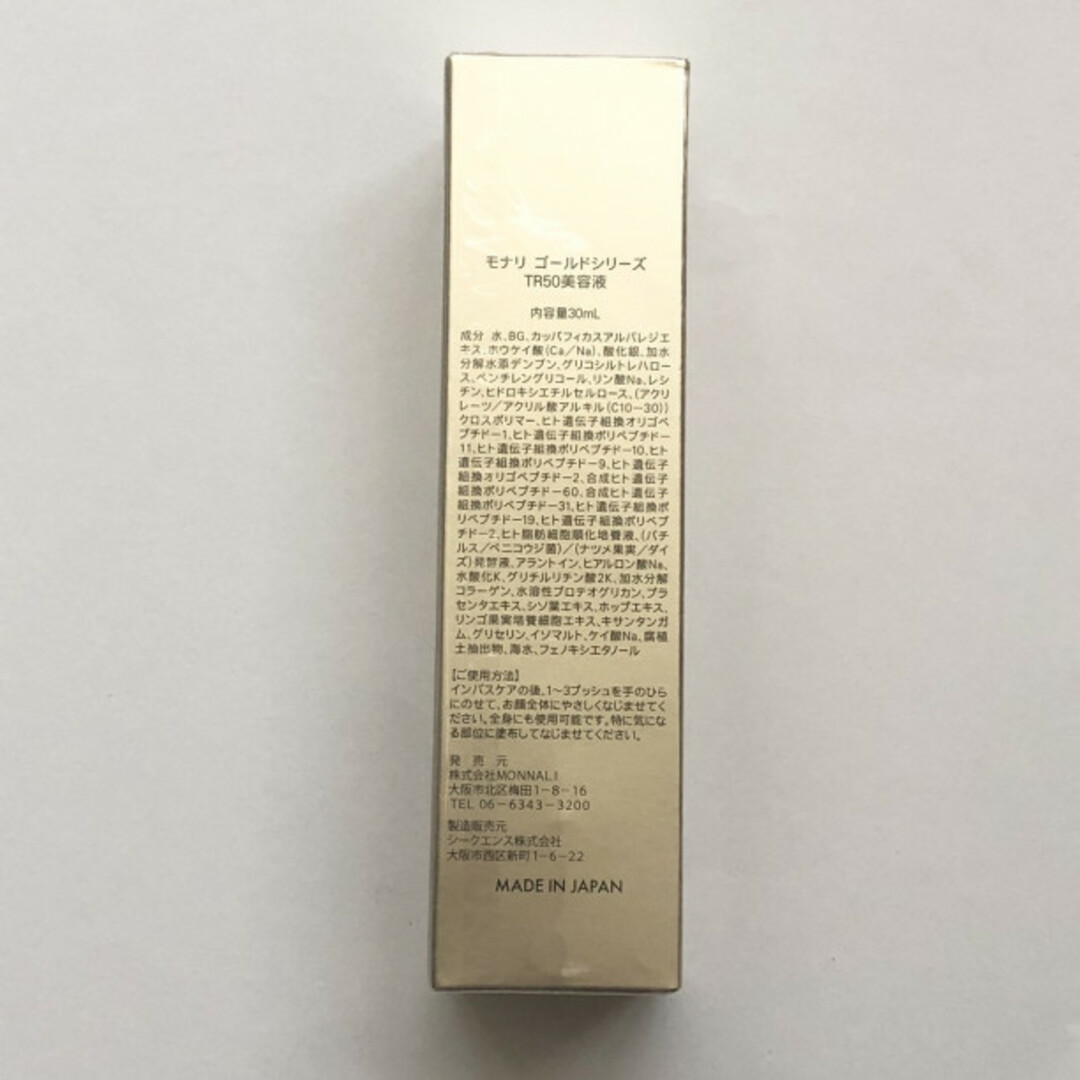 モナリ ゴールドシリーズ
TR50美容液
内容量30mL
成分 水、BG、カッパフィカスアルバレジエ
キス、ホウケイ酸(Ca/Na)、酸化銀、加水
分解水添デンプン、グリコシルトレハロー
ス、ペンチレングリコール、リン酸Na、レシ
チン、ヒドロキシエチルセルロース、(アクリ
レーツ/アクリル酸アルキル(C10-30))
クロスポリマー、ヒト遺伝子組換オリゴペ
プチド-1、ヒト遺伝子組換ポリペプチド-
11、ヒト遺伝子組換ポリペプチド-10、ヒト
遺伝子組換ポリペプチド-9、ヒト遺伝子
組換オリゴペプチド-2、合成ヒト遺伝子
組換ポリペプチド-60、合成ヒト遺伝子
組換ポリペプチド-31、ヒト遺伝子組換ポ
リペプチド-19、ヒト遺伝子組換ポリペプ
チド-2、ヒト脂肪細胞順化培養液、(バチ
ルス/ベニコウジ菌)/(ナツメ果実/ダイ
ズ)発酵液、アラントイン、ヒアルロン酸Na、
水酸化K、グリチルリチン酸2K、加水分解
コラーゲン、水溶性プロテオグリカン、プラ
センタエキス、シソ葉エキス、ホップエキス、
リンゴ果実培養細胞エキス、キサンタンガ
ム、グリセリン、イソマルト、ケイ酸Na、腐植
土抽出物、海水、フェノキシエタノール
【ご使用方法】
インバスケアの後、1〜3プッシュを手のひら
にのせて、お顔全体にやさしくなじませてく
ださい。全身にも使用可能です。特に気にな
る部位に塗布してなじませてください。
発 売 元
株式会社MONNALI
大阪市北区梅田1-8-16
TEL 06-6343-3200
製造販売元
シークエンス株式会社
大阪市西区新町1-6-22
MADE IN JAPAN